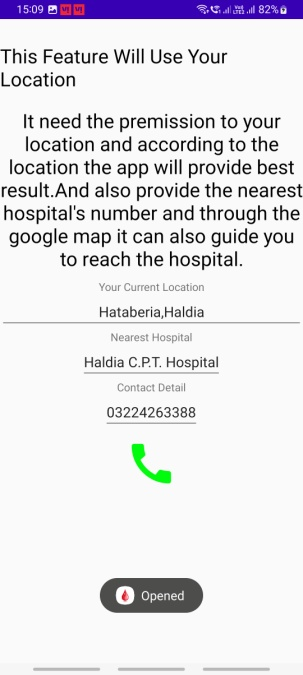 15:09 82%
This Feature Will Use Your
Location
It need the premission to your
location and according to the
location the app will provide best
result.And also provide the nearest
hospital's number and through the
google map it can also guide you
to reach the hospital.
Your Current Location
Hataberia,Haldia
Nearest Hospital
Haldia C.P.T. Hospital
Contact Detail
03224263388
Opened